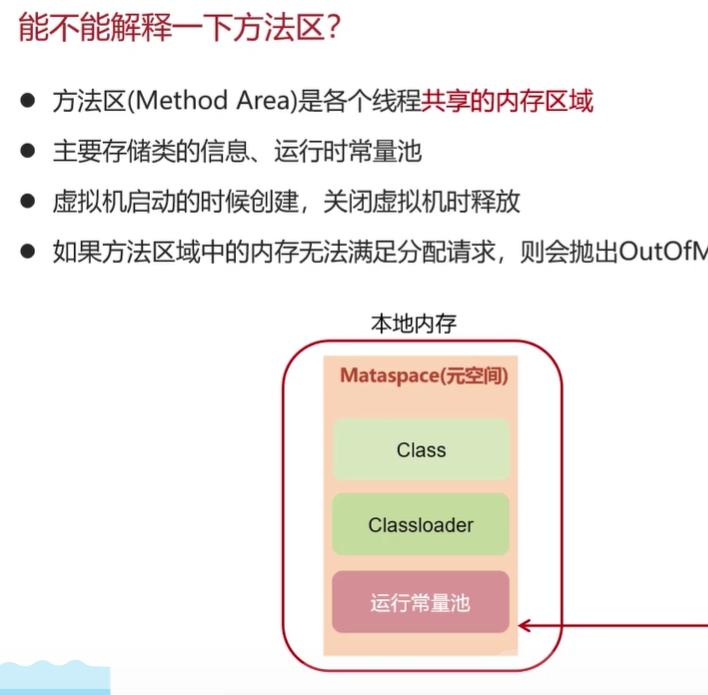 能不能解释一下方法区？
● 方法区(Method Area)是各个线程共享的内存区域
● 主要存储类的信息、运行时常量池
● 虚拟机启动的时候创建，关闭虚拟机时释放
● 如果方法区域中的内存无法满足分配请求，则会抛出OutOfM
本地内存
Mataspace(元空间)
Class
Classloader
运行常量池